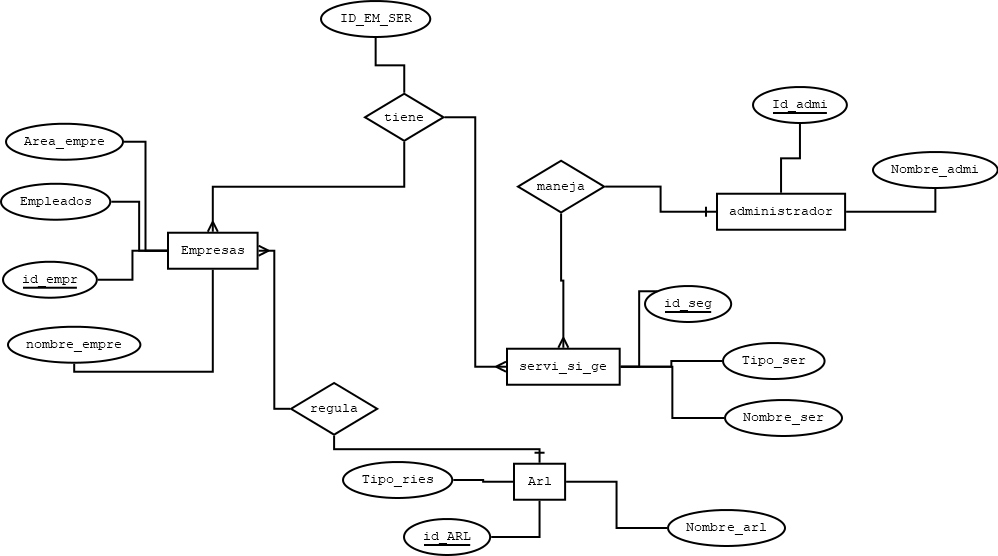 ID_EM_SER
tiene
Id_admi
Area_empre
Nombre_admi
maneja
Empleados
administrador
Empresas
id_empr
id_seg
nombre_empre
Tipo_ser
servi_si_ge
regula
Nombre_ser
Tipo_ries
Arl
Nombre_arl
id_ARL